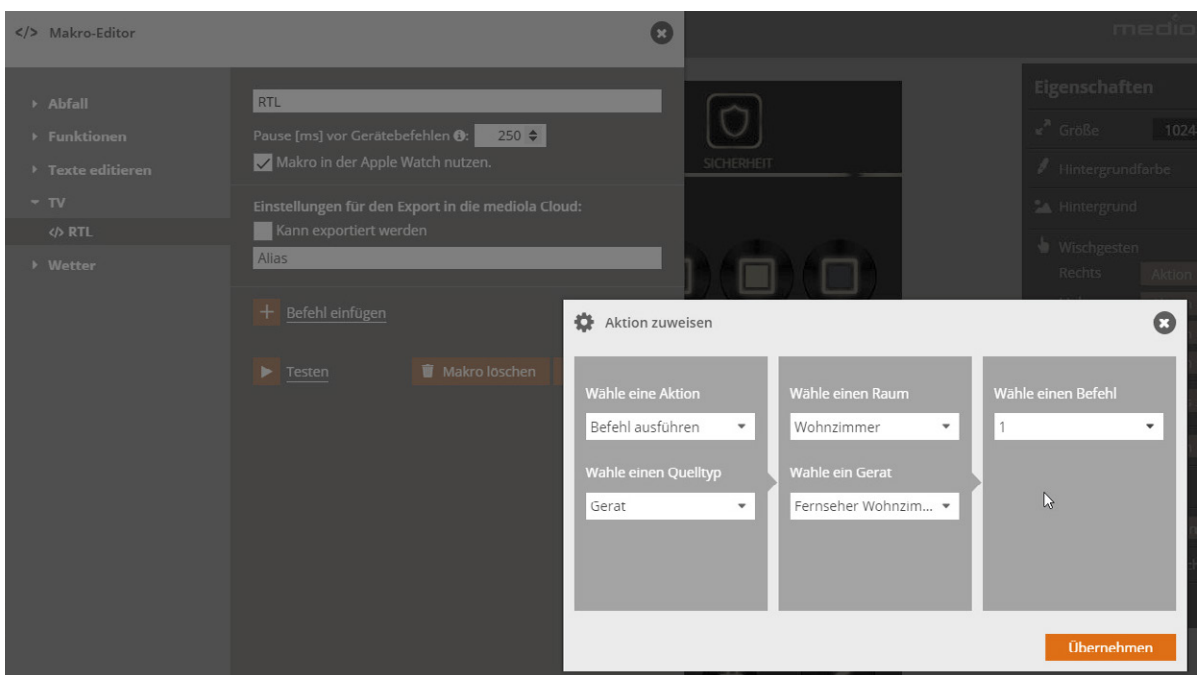 </> Makro-Editor
Abfall
Funktionen
Texte editieren
TV
</> RTL
Wetter
RTL
Pause [ms] vor Gerätebefehlen : 250
Makro in der Apple Watch nutzen.
Einstellungen für den Export in die mediola Cloud:
Kann exportiert werden
Alias
Befehl einfügen
Testen
Makro löschen
SICHERHEIT
Eigenschaften
Größe 1024
Hintergrundfarbe
Hintergrund
Wischgesten
Rechts Aktion
Aktion zuweisen
Wähle eine Aktion
Befehl ausführen
Wahle einen Quelltyp
Gerat
Wähle einen Raum
Wohnzimmer
Wahle ein Gerat
Fernseher Wohnzim...
Wähle einen Befehl
1
Übernehmen